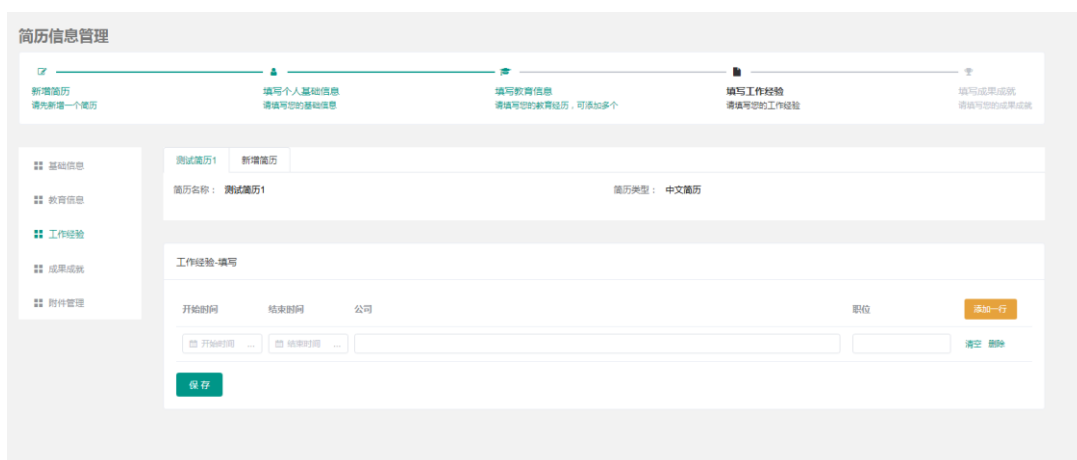 简历信息管理
新增简历 填写个人基础信息 填写教育信息 填写工作经验 填写成果成就
请先新增一个简历 请填写您的基础信息 请填写您的教育经历，可添加多个 请填写您的工作经验 请填写您的成果成就
基础信息
教育信息
工作经验
成果成就
附件管理
测试简历1 新增简历
简历名称： 测试简历1 简历类型： 中文简历
工作经验-填写
开始时间 结束时间 公司 职位 添加一行
开始时间 ... 结束时间 ... 清空 删除
保存